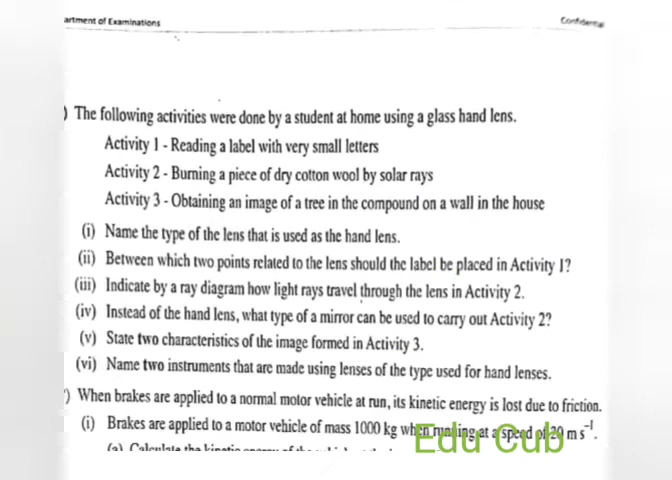 artment of Examinations
Confidential
) The following activities were done by a student at home using a glass hand lens.
Activity 1 - Reading a label with very small letters
Activity 2 - Burning a piece of dry cotton wool by solar rays
Activity 3 - Obtaining an image of a tree in the compound on a wall in the house
(i) Name the type of the lens that is used as the hand lens.
(ii) Between which two points related to the lens should the label be placed in Activity 1?
(iii) Indicate by a ray diagram how light rays travel through the lens in Activity 2.
(iv) Instead of the hand lens, what type of a mirror can be used to carry out Activity 2?
(v) State two characteristics of the image formed in Activity 3.
(vi) Name two instruments that are made using lenses of the type used for hand lenses.
) When brakes are applied to a normal motor vehicle at run, its kinetic energy is lost due to friction.
(i) Brakes are applied to a motor vehicle of mass 1000 kg when running at a speed of 20 m s⁻¹.
(a) Calculate the kinetic energy of the
Edu Cub